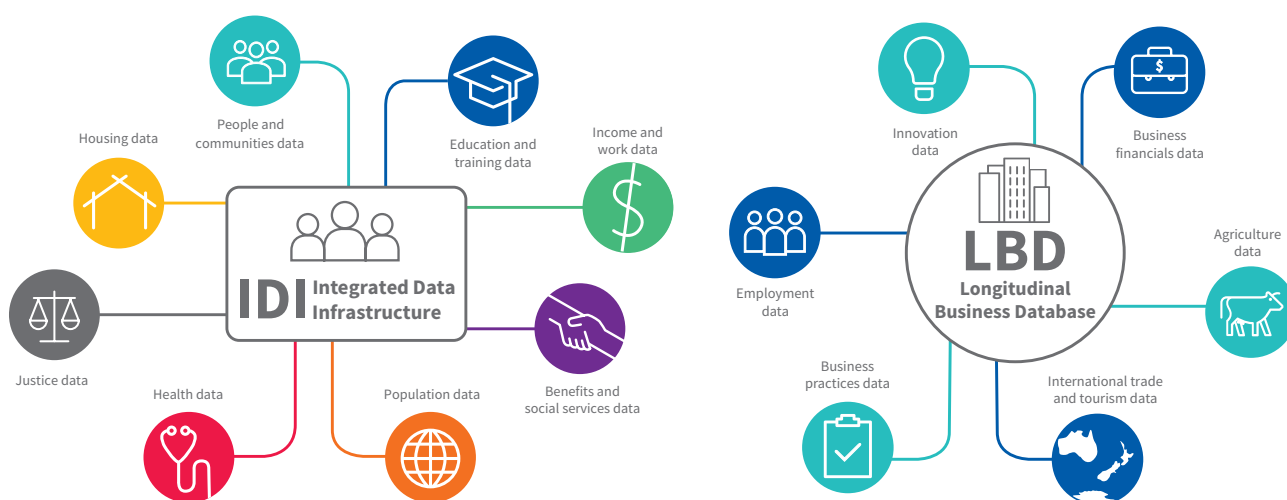 People and
communities data
Education and
training data
Housing data
Income and
work data
IDI
Integrated Data
Infrastructure
Justice data
Health data
Population data
Benefits and
social services data
Innovation
data
$
Business
financials data
LBD
Longitudinal
Business Database
Employment
data
Agriculture
data
Business
practices data
International trade
and tourism data